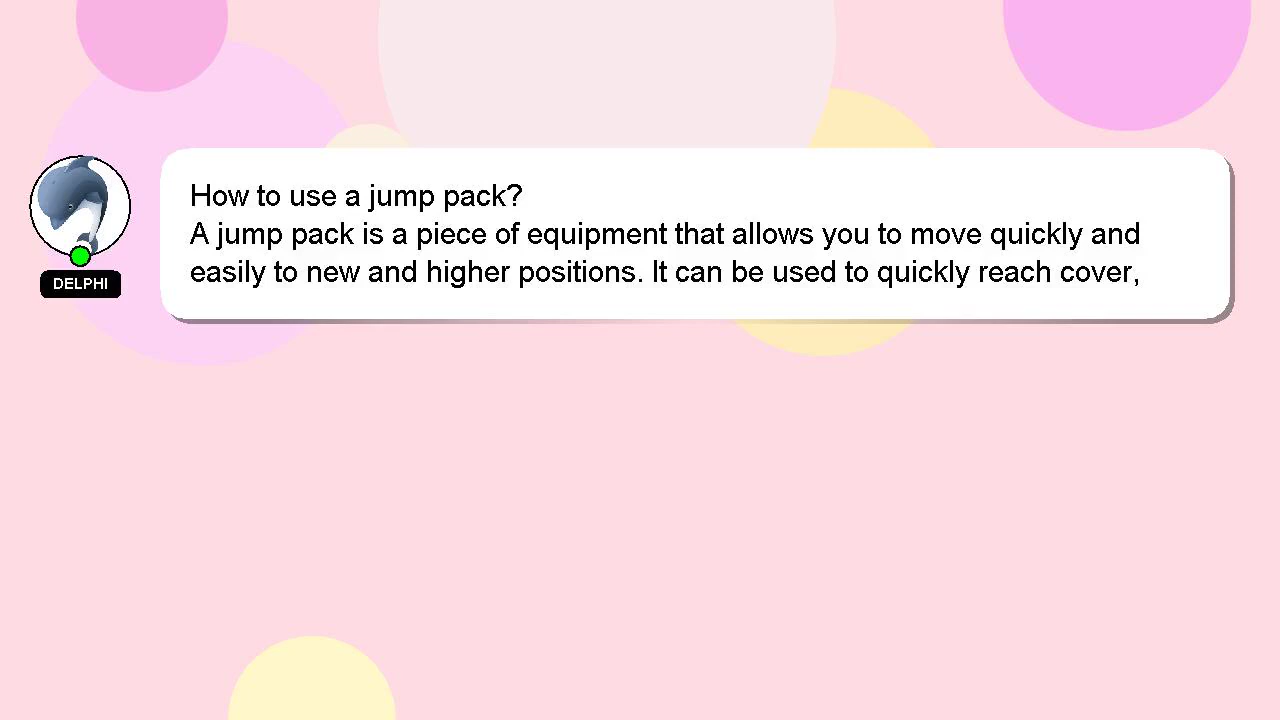 How to use a jump pack?
A jump pack is a piece of equipment that allows you to move quickly and
easily to new and higher positions. It can be used to quickly reach cover,
DELPHI